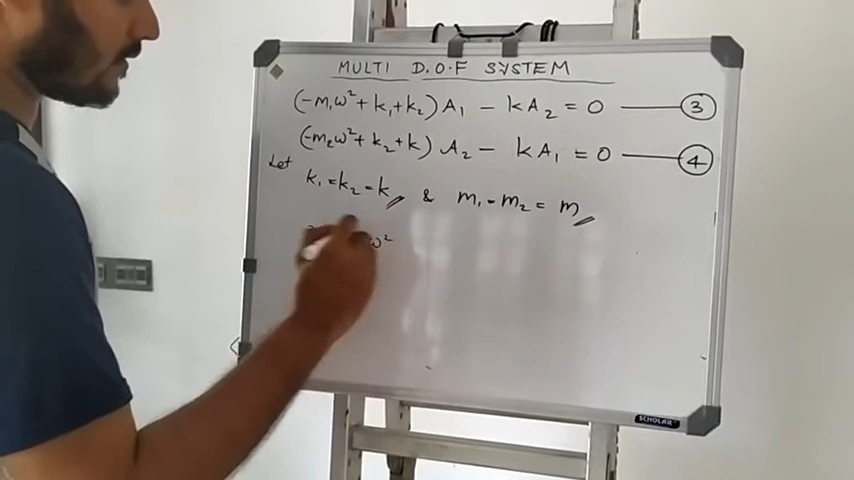 MULTI D.O.F SYSTEM
(-m₁ω² + k₁ + k₂) A₁ - kA₂ = 0 ——— 3
(-m₂ω² + k₂ + k) A₂ - kA₁ = 0 ——— 4
Let k₁ = k₂ = k & m₁ = m₂ = m
ω²
SCHOLAR